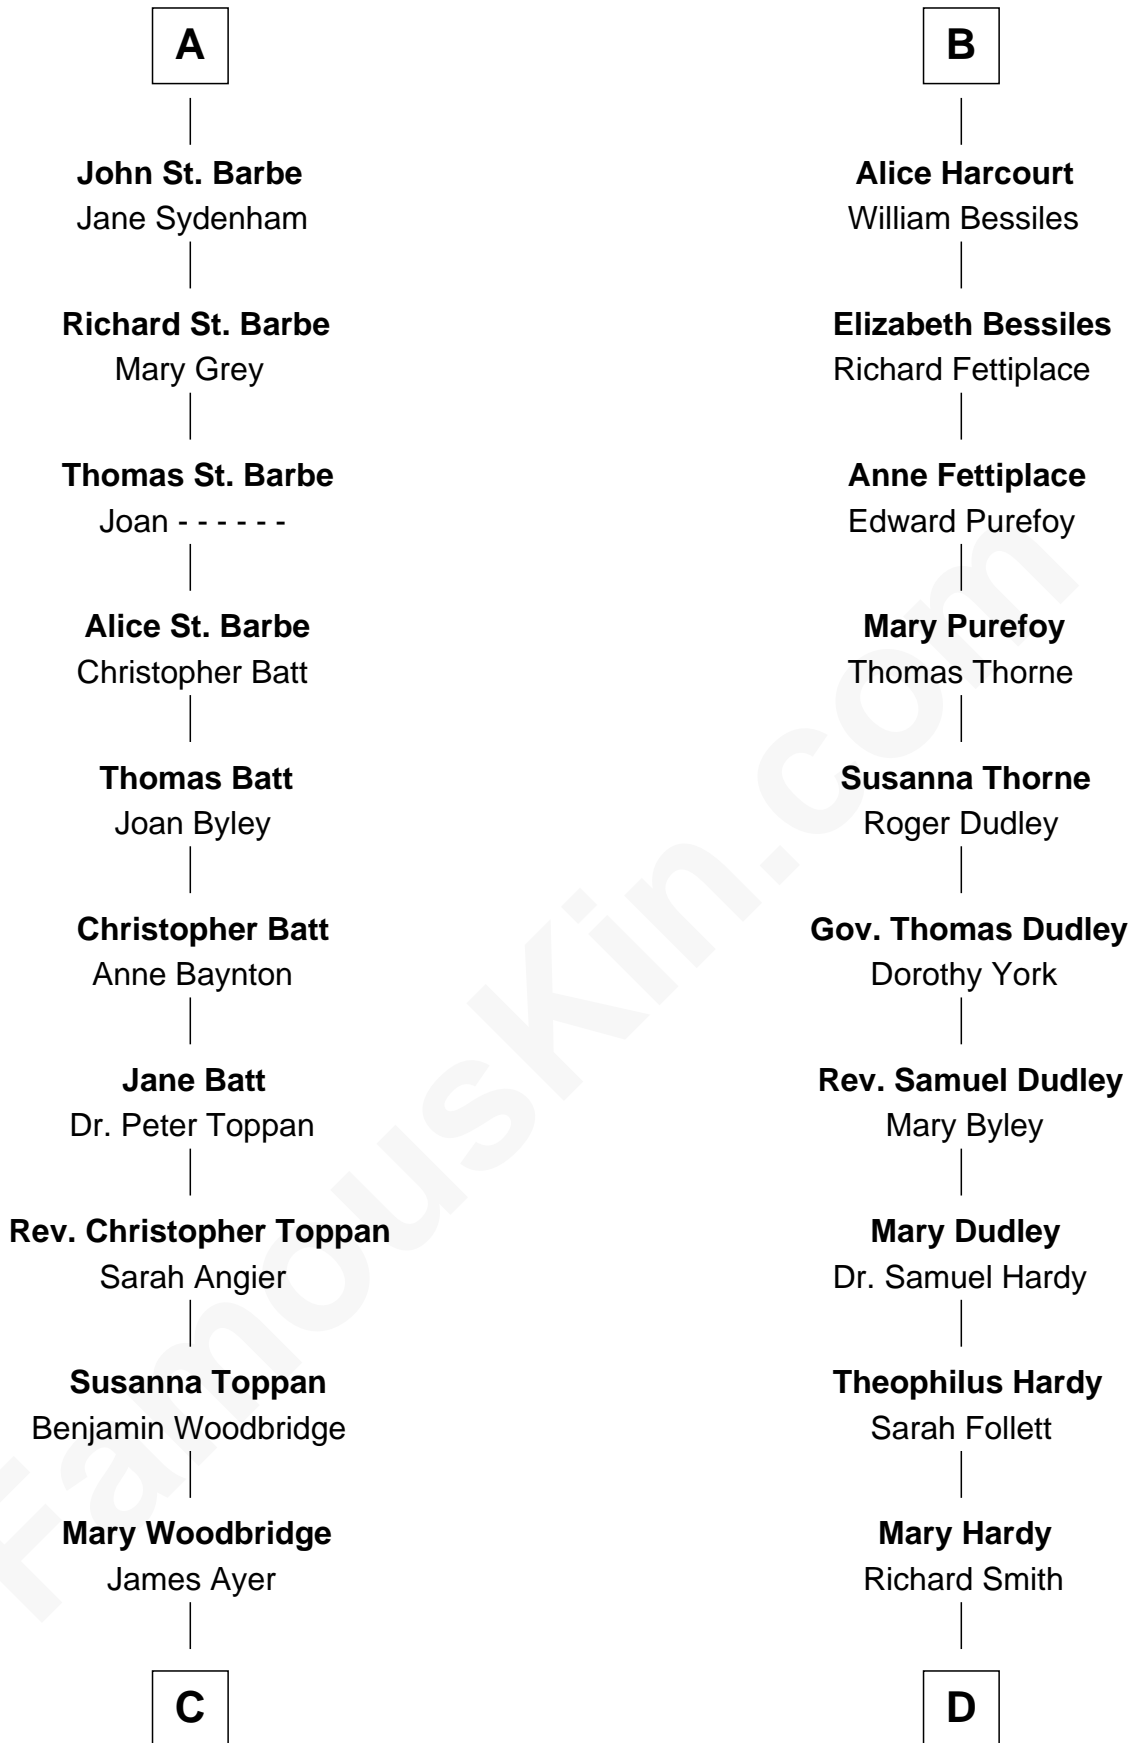 A
John St. Barbe
Jane Sydenham
Richard St. Barbe
Mary Grey
Thomas St. Barbe
Joan - - - - - -
Alice St. Barbe
Christopher Batt
Thomas Batt
Joan Byley
Christopher Batt
Anne Baynton
Jane Batt
Dr. Peter Toppan
Rev. Christopher Toppan
Sarah Angier
Susanna Toppan
Benjamin Woodbridge
Mary Woodbridge
James Ayer
C
B
Alice Harcourt
William Bessiles
Elizabeth Bessiles
Richard Fettiplace
Anne Fettiplace
Edward Purefoy
Mary Purefoy
Thomas Thorne
Susanna Thorne
Roger Dudley
Gov. Thomas Dudley
Dorothy York
Rev. Samuel Dudley
Mary Byley
Mary Dudley
Dr. Samuel Hardy
Theophilus Hardy
Sarah Follett
Mary Hardy
Richard Smith
D
FamousKin.com